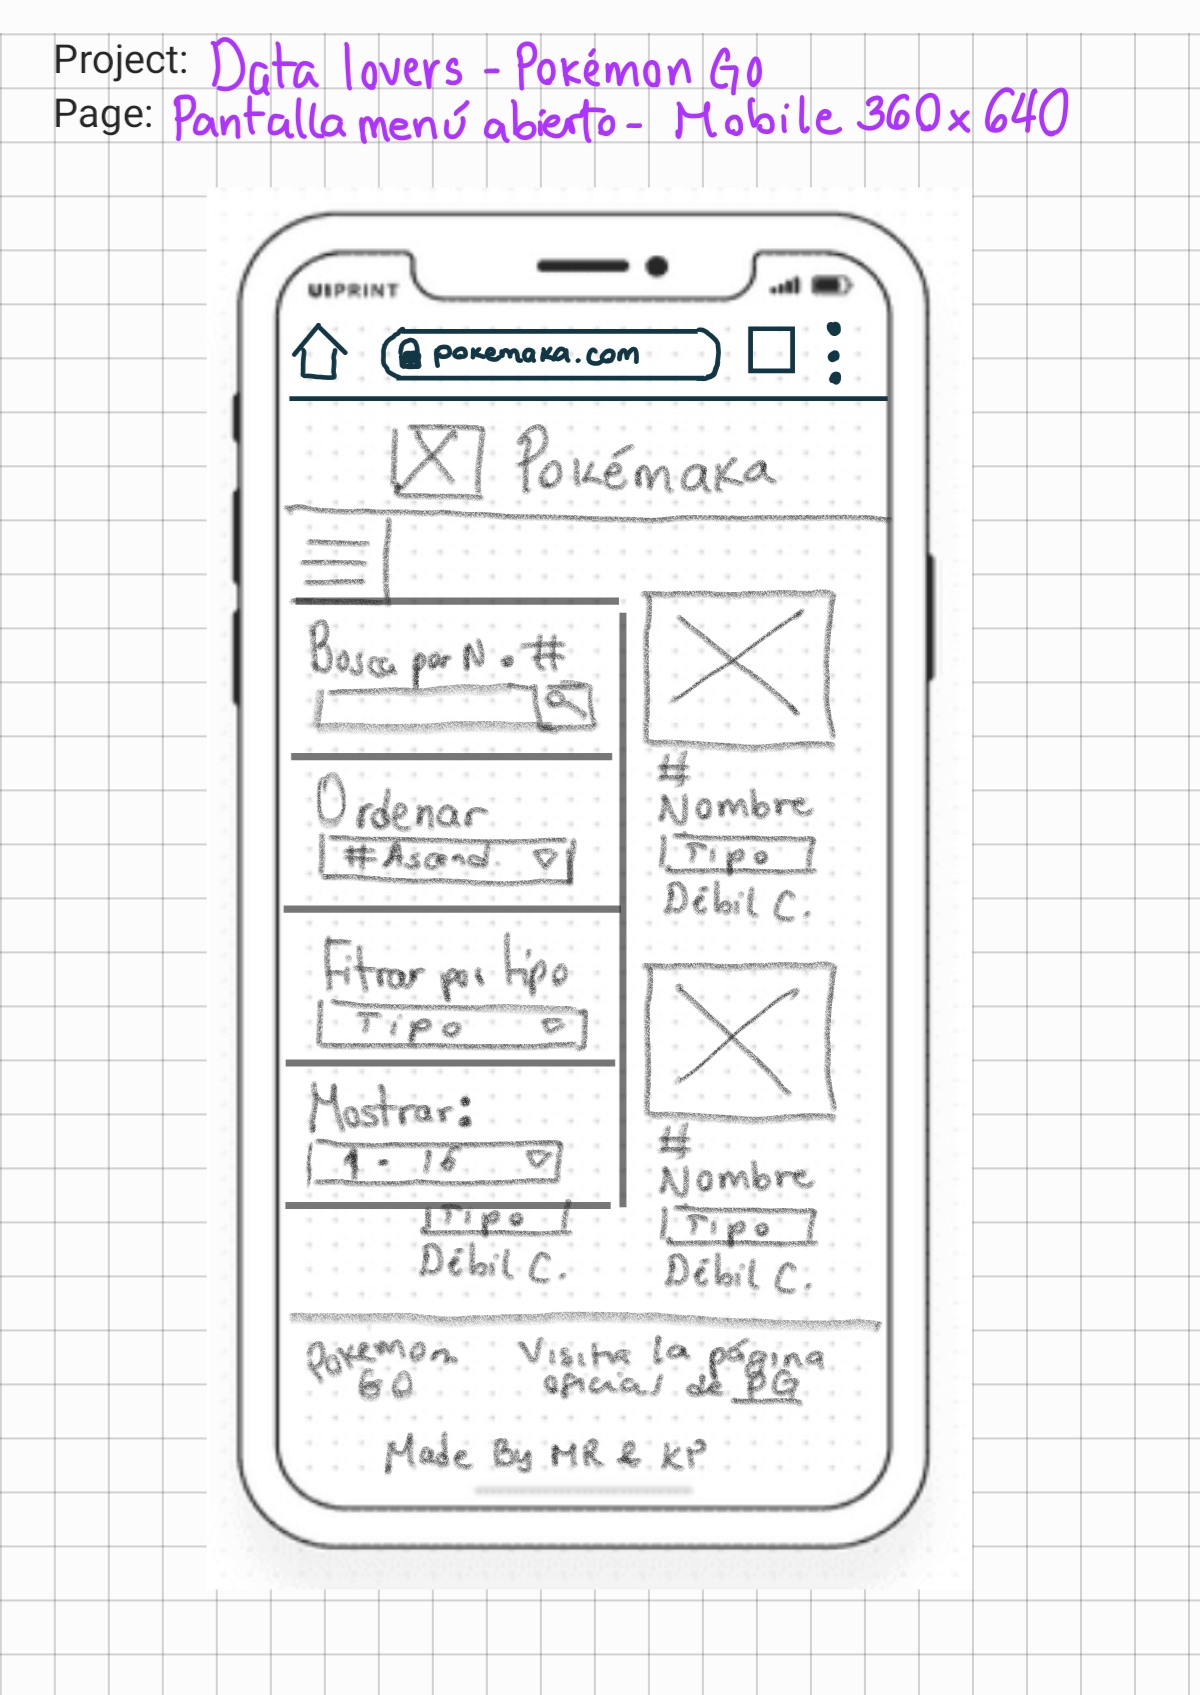 Project: Data lovers - Pokémon Go
Page: Pantalla menú abierto - Mobile 360x640
UIPRINT
pokemaka.com
Pokémaka
Busca por N. #
Ordenar
#Ascend.
Filtrar por tipo
Tipo
Mostrar:
1 - 16
Tipo
Débil C.
#
Nombre
Tipo
Débil C.
#
Nombre
Tipo
Débil C.
Pokemon
GO
Visita la página
oficial de PG
Made By MR & KP